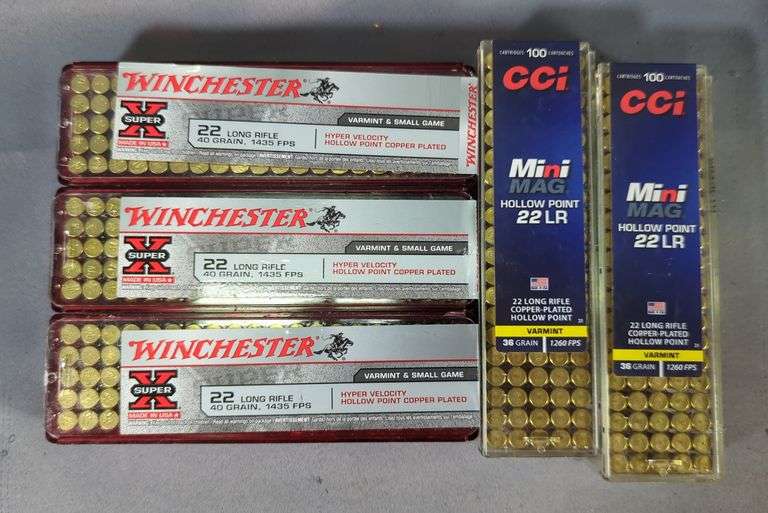 WINCHESTER
X
SUPER
MADE IN USA
VARMINT & SMALL GAME
22 LONG RIFLE
40 GRAIN, 1435 FPS
HYPER VELOCITY
HOLLOW POINT COPPER PLATED
WINCHESTER
WINCHESTER
X
SUPER
MADE IN USA
VARMINT & SMALL GAME
22 LONG RIFLE
40 GRAIN, 1435 FPS
HYPER VELOCITY
HOLLOW POINT COPPER PLATED
WINCHESTER
X
SUPER
MADE IN USA
VARMINT & SMALL GAME
22 LONG RIFLE
40 GRAIN, 1435 FPS
HYPER VELOCITY
HOLLOW POINT COPPER PLATED
CARTRIDGES 100 CARTOUCHES
CCi
Mini
MAG
HOLLOW POINT
22 LR
22 LONG RIFLE
COPPER-PLATED
HOLLOW POINT
VARMINT
36 GRAIN 1260 FPS
CARTRIDGES 100 CARTOUCHES
CCi
Mini
MAG
HOLLOW POINT
22 LR
22 LONG RIFLE
COPPER-PLATED
HOLLOW POINT
VARMINT
36 GRAIN 1260 FPS